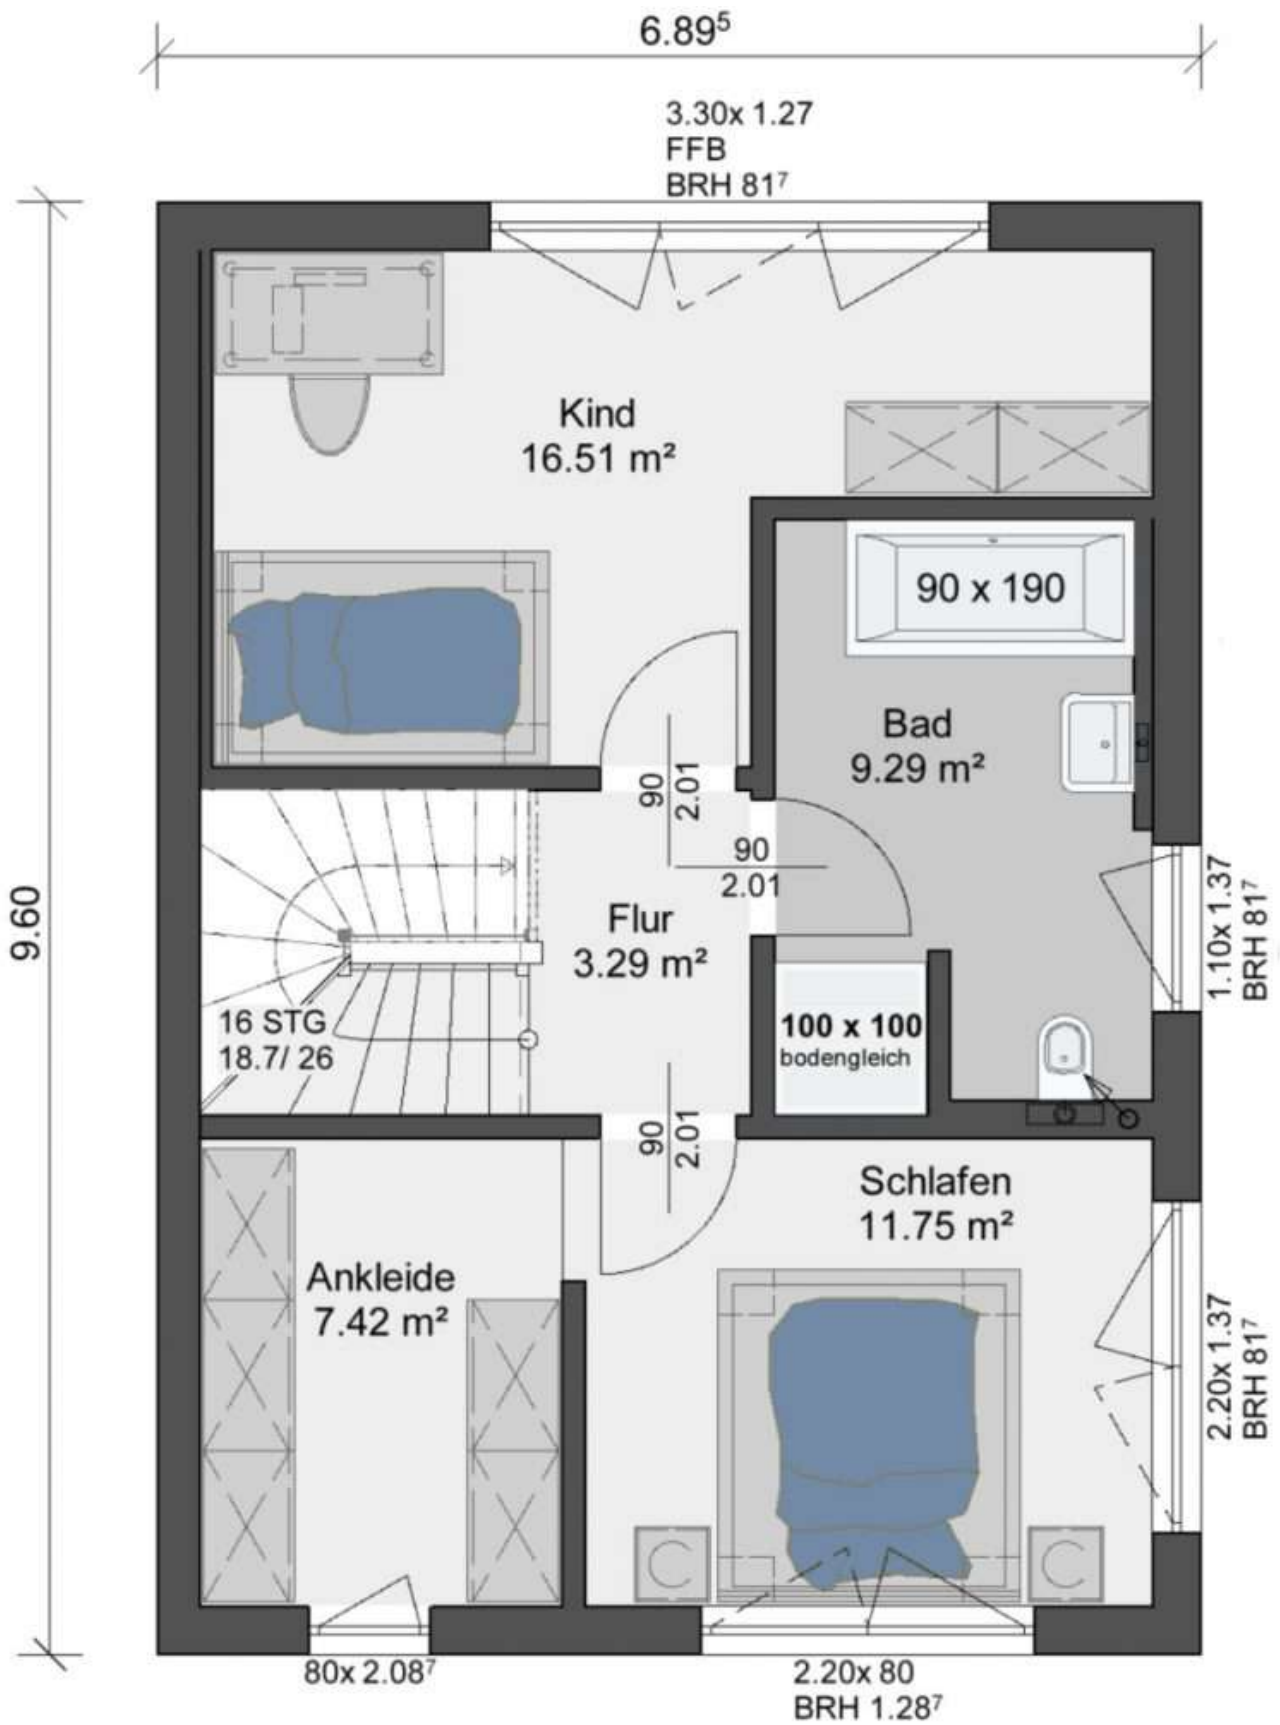 6.89⁵
3.30x 1.27
FFB
BRH 81⁷
9.60
Kind
16.51 m²
90 x 190
Bad
9.29 m²
90
2.01
90
2.01
1.10x 1.37
BRH 81⁷
Flur
3.29 m²
16 STG
18.7/ 26
100 x 100
bodengleich
90
2.01
Schlafen
11.75 m²
Ankleide
7.42 m²
2.20x 1.37
BRH 81⁷
80x 2.08⁷
2.20x 80
BRH 1.28⁷